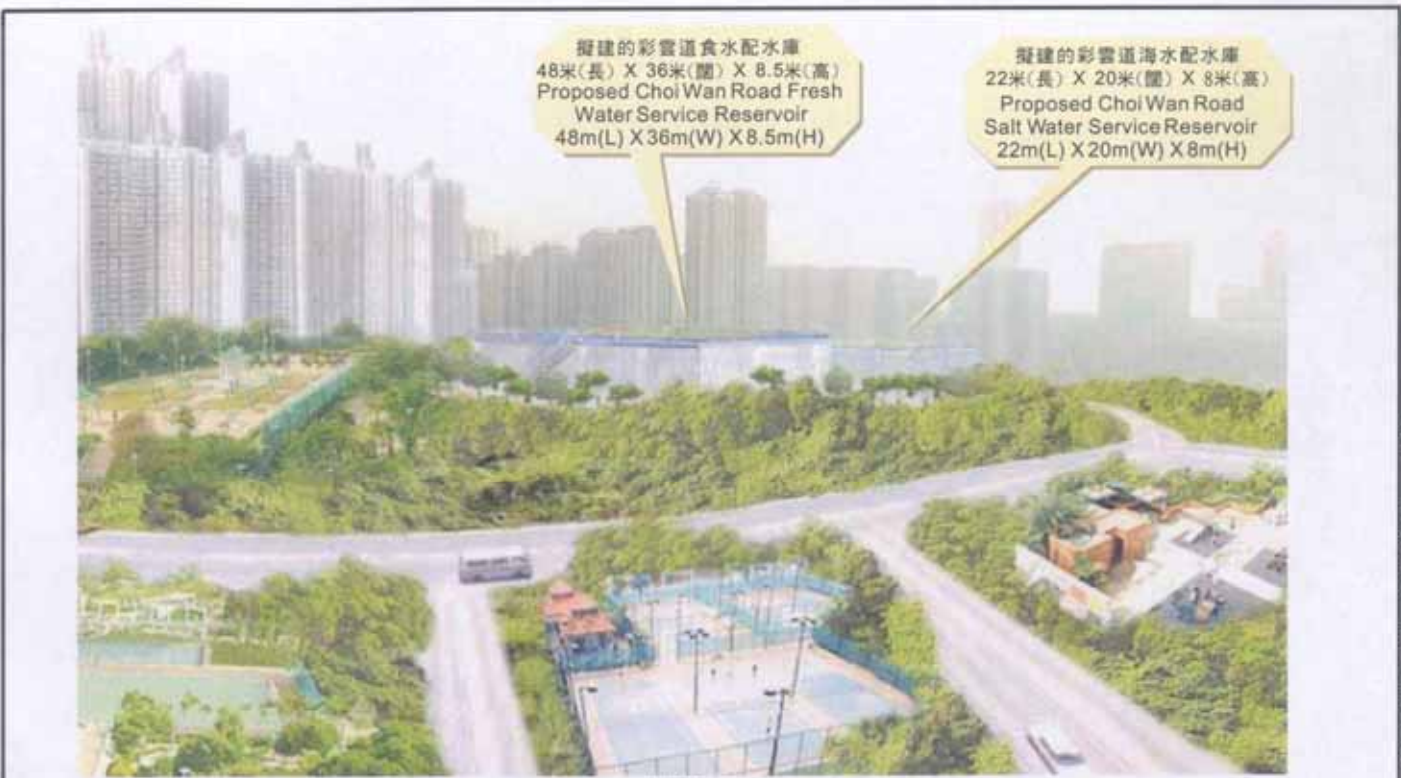 擬建的彩雲道食水配水庫
48米(長) X 36米(闊) X 8.5米(高)
Proposed Choi Wan Road Fresh
Water Service Reservoir
48m(L) X 36m(W) X 8.5m(H)
擬建的彩雲道海水配水庫
22米(長) X 20米(闊) X 8米(高)
Proposed Choi Wan Road
Salt Water Service Reservoir
22m(L) X 20m(W) X 8m(H)